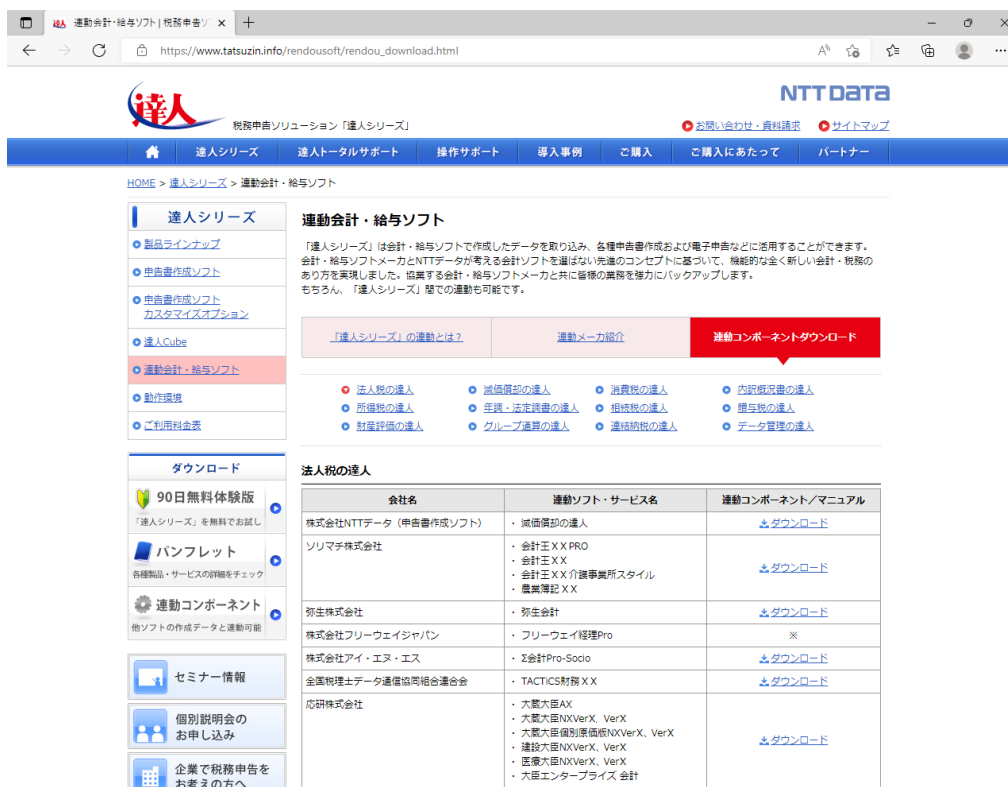 達人 連動会計・給与ソフト | 税務申告ソ
https://www.tatsuzin.info/rendousoft/rendou_download.html
達人
税務申告ソリューション「達人シリーズ」
NTT DATA
お問い合わせ・資料請求 サイトマップ
達人シリーズ 達人トータルサポート 操作サポート 導入事例 ご購入 ご購入にあたって パートナー
HOME > 達人シリーズ > 連動会計・給与ソフト
達人シリーズ
製品ラインナップ
申告書作成ソフト
申告書作成ソフト
カスタマイズオプション
達人Cube
連動会計・給与ソフト
動作環境
ご利用料金表
ダウンロード
90日無料体験版
「達人シリーズ」を無料でお試し
パンフレット
各種製品・サービスの詳細をチェック
連動コンポーネント
他ソフトの作成データと連動可能
セミナー情報
個別説明会の
お申し込み
企業で税務申告を
お考えの方へ
連動会計・給与ソフト
「達人シリーズ」は会計・給与ソフトで作成したデータを取り込み、各種申告書作成および電子申告などに活用することができます。
会計・給与ソフトメーカとNTTデータが考える会計ソフトを選ばない先進のコンセプトに基づいて、機能的な全く新しい会計・税務の
あり方を実現しました。協業する会計・給与ソフトメーカと共に皆様の業務を強力にバックアップします。
もちろん、「達人シリーズ」間での連動も可能です。
「達人シリーズ」の連動とは? 連動メーカ紹介 連動コンポーネントダウンロード
法人税の達人 減価償却の達人 消費税の達人 内訳概況書の達人
所得税の達人 年調・法定調書の達人 相続税の達人 贈与税の達人
財産評価の達人 グループ通算の達人 連結納税の達人 データ管理の達人
法人税の達人
会社名 連動ソフト・サービス名 連動コンポーネント/マニュアル
株式会社NTTデータ(申告書作成ソフト) ・ 減価償却の達人 ダウンロード
ソリマチ株式会社 ・ 会計王XXPRO
・ 会計王XX
・ 会計王XX介護事業所スタイル ダウンロード
・ 農業簿記XX
弥生株式会社 ・ 弥生会計 ダウンロード
株式会社フリーウェイジャパン ・ フリーウェイ経理Pro ※
株式会社アイ・エヌ・エス ・ Σ会計Pro-Socio ダウンロード
全国税理士データ通信協同組合連合会 ・ TACTiCS財務XX ダウンロード
応研株式会社 ・ 大蔵大臣AX
・ 大蔵大臣NXVerX、VerX
・ 大蔵大臣個別原価版NXVerX、VerX
・ 建設大臣NXVerX、VerX ダウンロード
・ 医療大臣NXVerX、VerX
・ 大臣エンタープライズ 会計